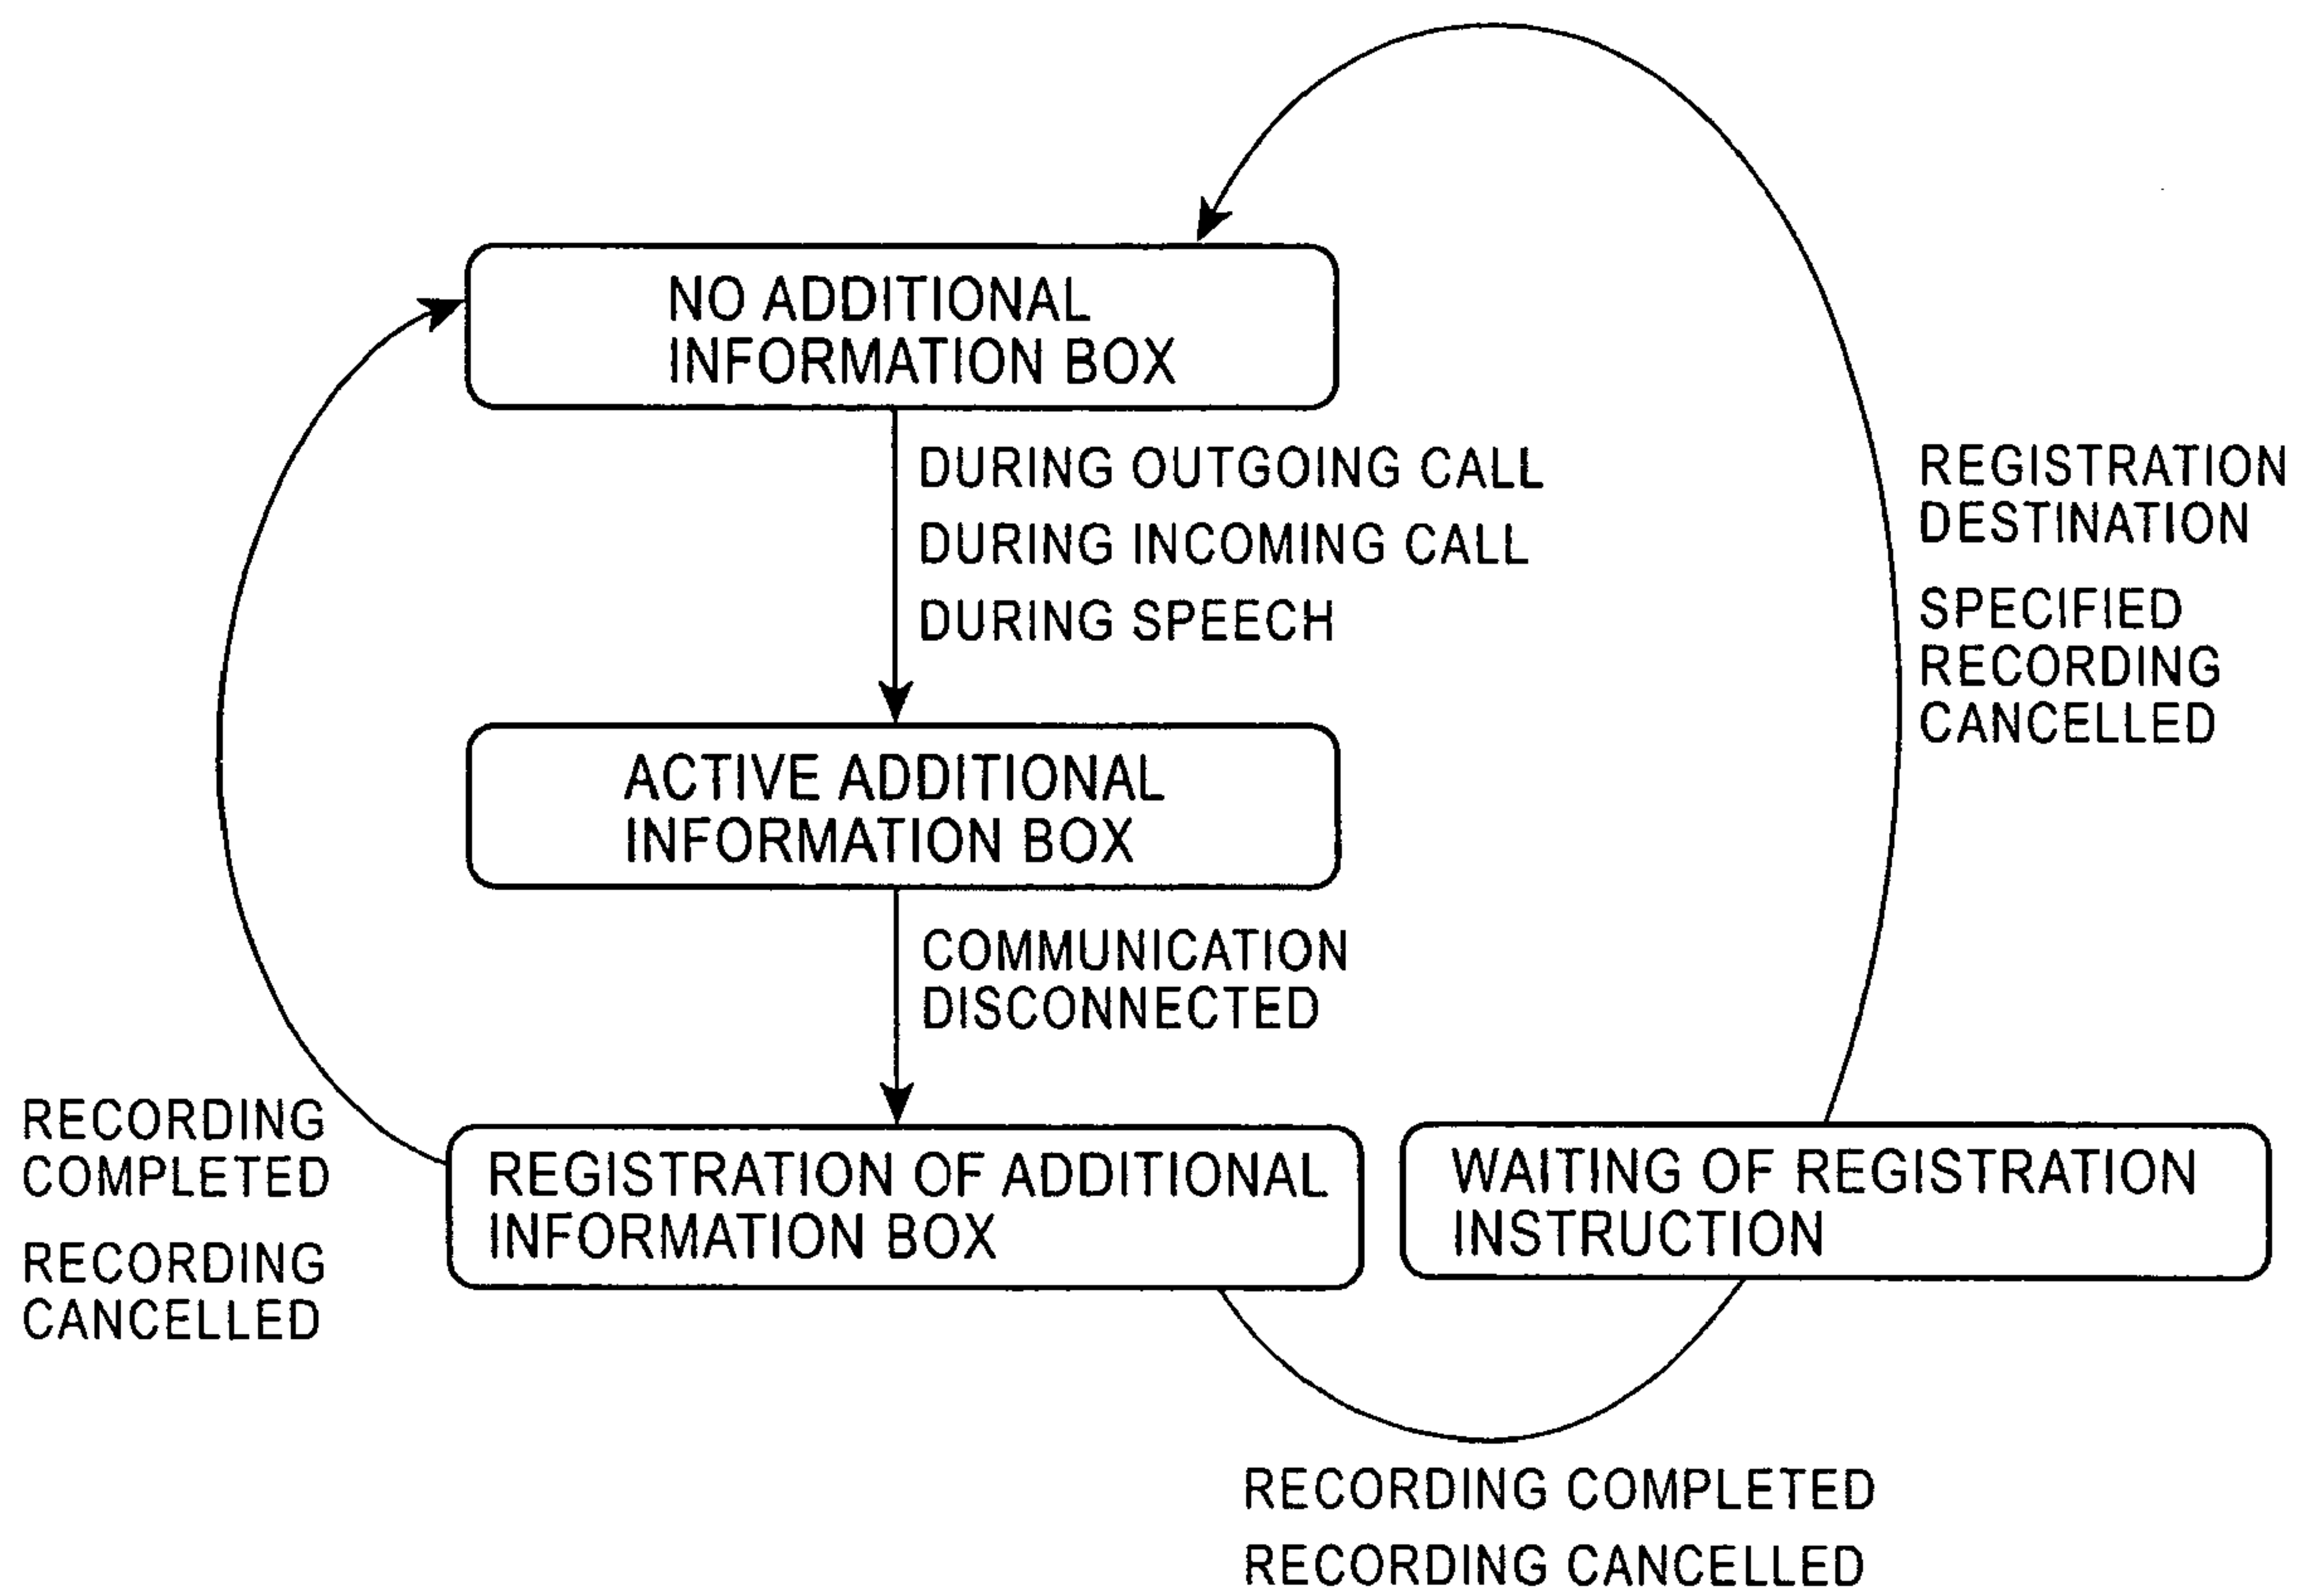 NO ADDITIONAL
INFORMATION BOX
DURING OUTGOING CALL
DURING INCOMING CALL
DURING SPEECH
REGISTRATION
DESTINATION
SPECIFIED
RECORDING
CANCELLED
ACTIVE ADDITIONAL
INFORMATION BOX
COMMUNICATION
DISCONNECTED
RECORDING
COMPLETED
RECORDING
CANCELLED
REGISTRATION OF ADDITIONAL
INFORMATION BOX
WAITING OF REGISTRATION
INSTRUCTION
RECORDING COMPLETED
RECORDING CANCELLED